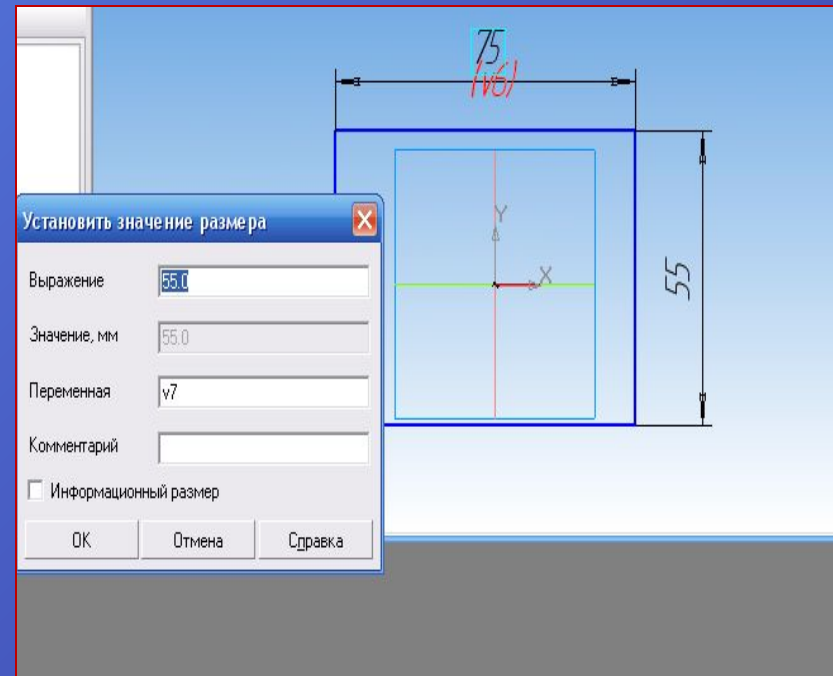 75
(v6)
Y
X
55
Установить значение размера
Выражение 55.0
Значение, мм 55.0
Переменная v7
Комментарий
Информационный размер
OK Отмена Справка